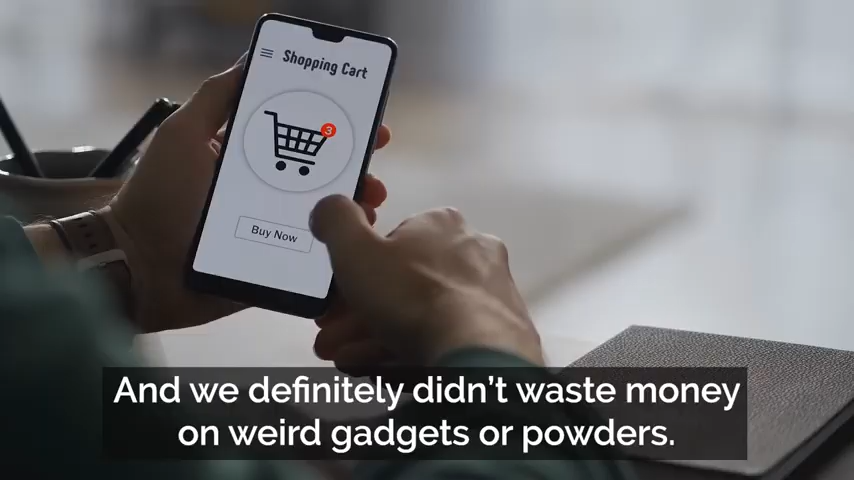 Shopping Cart
3
Buy Now
And we definitely didn't waste money
on weird gadgets or powders.